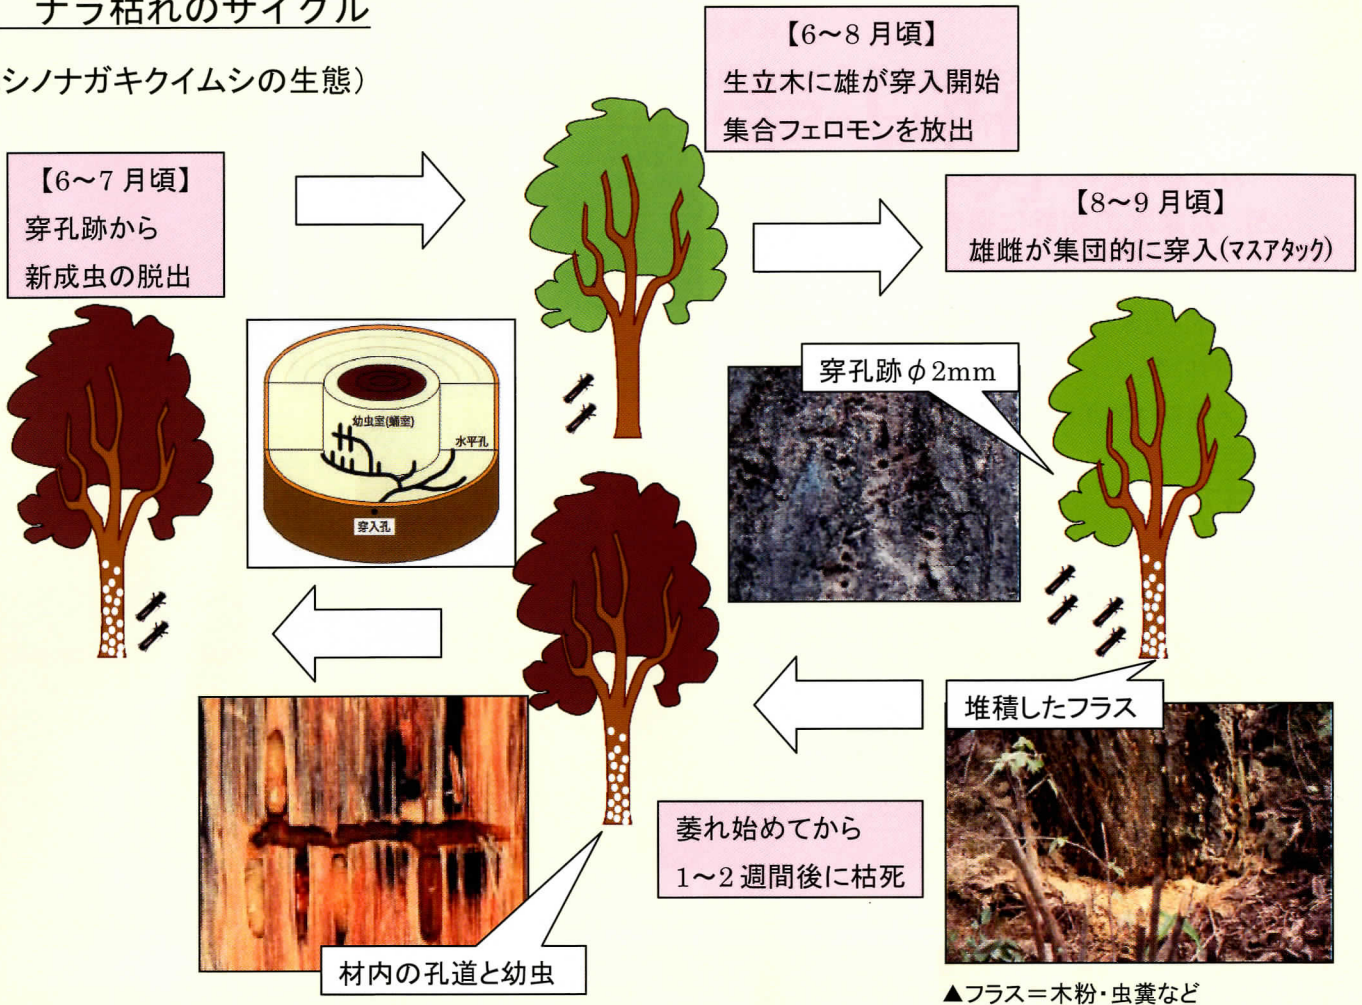 ナラ枯れのサイクル
シノナガキクイムシの生態）
【6～8月頃】
生立木に雄が穿入開始
集合フェロモンを放出
【6～7月頃】
穿孔跡から
新成虫の脱出
【8～9月頃】
雄雌が集団的に穿入(マスアタック)
穿孔跡φ2mm
幼虫室(蛹室)
水平孔
穿入孔
堆積したフラス
萎れ始めてから
1～2週間後に枯死
材内の孔道と幼虫
▲フラス＝木粉・虫糞など